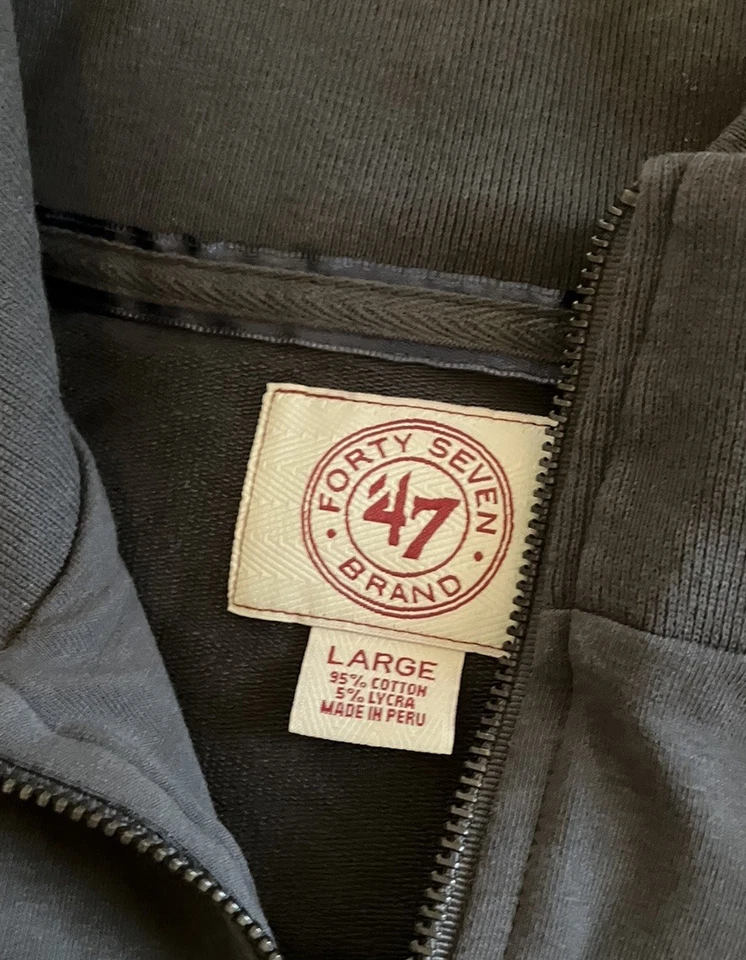 FORTY SEVEN
'47
BRAND
LARGE
95% COTTON
5% LYCRA
MADE IN PERU